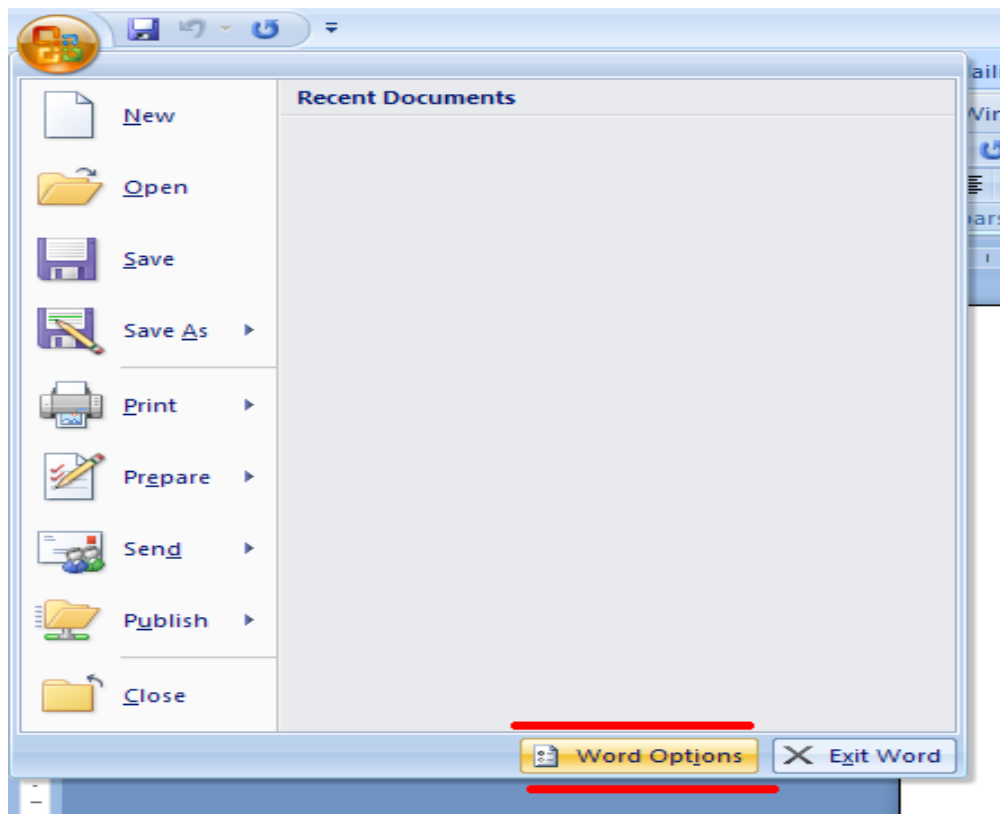 Recent Documents
New
Open
Save
Save As
Print
Prepare
Send
Publish
Close
Word Options
Exit Word